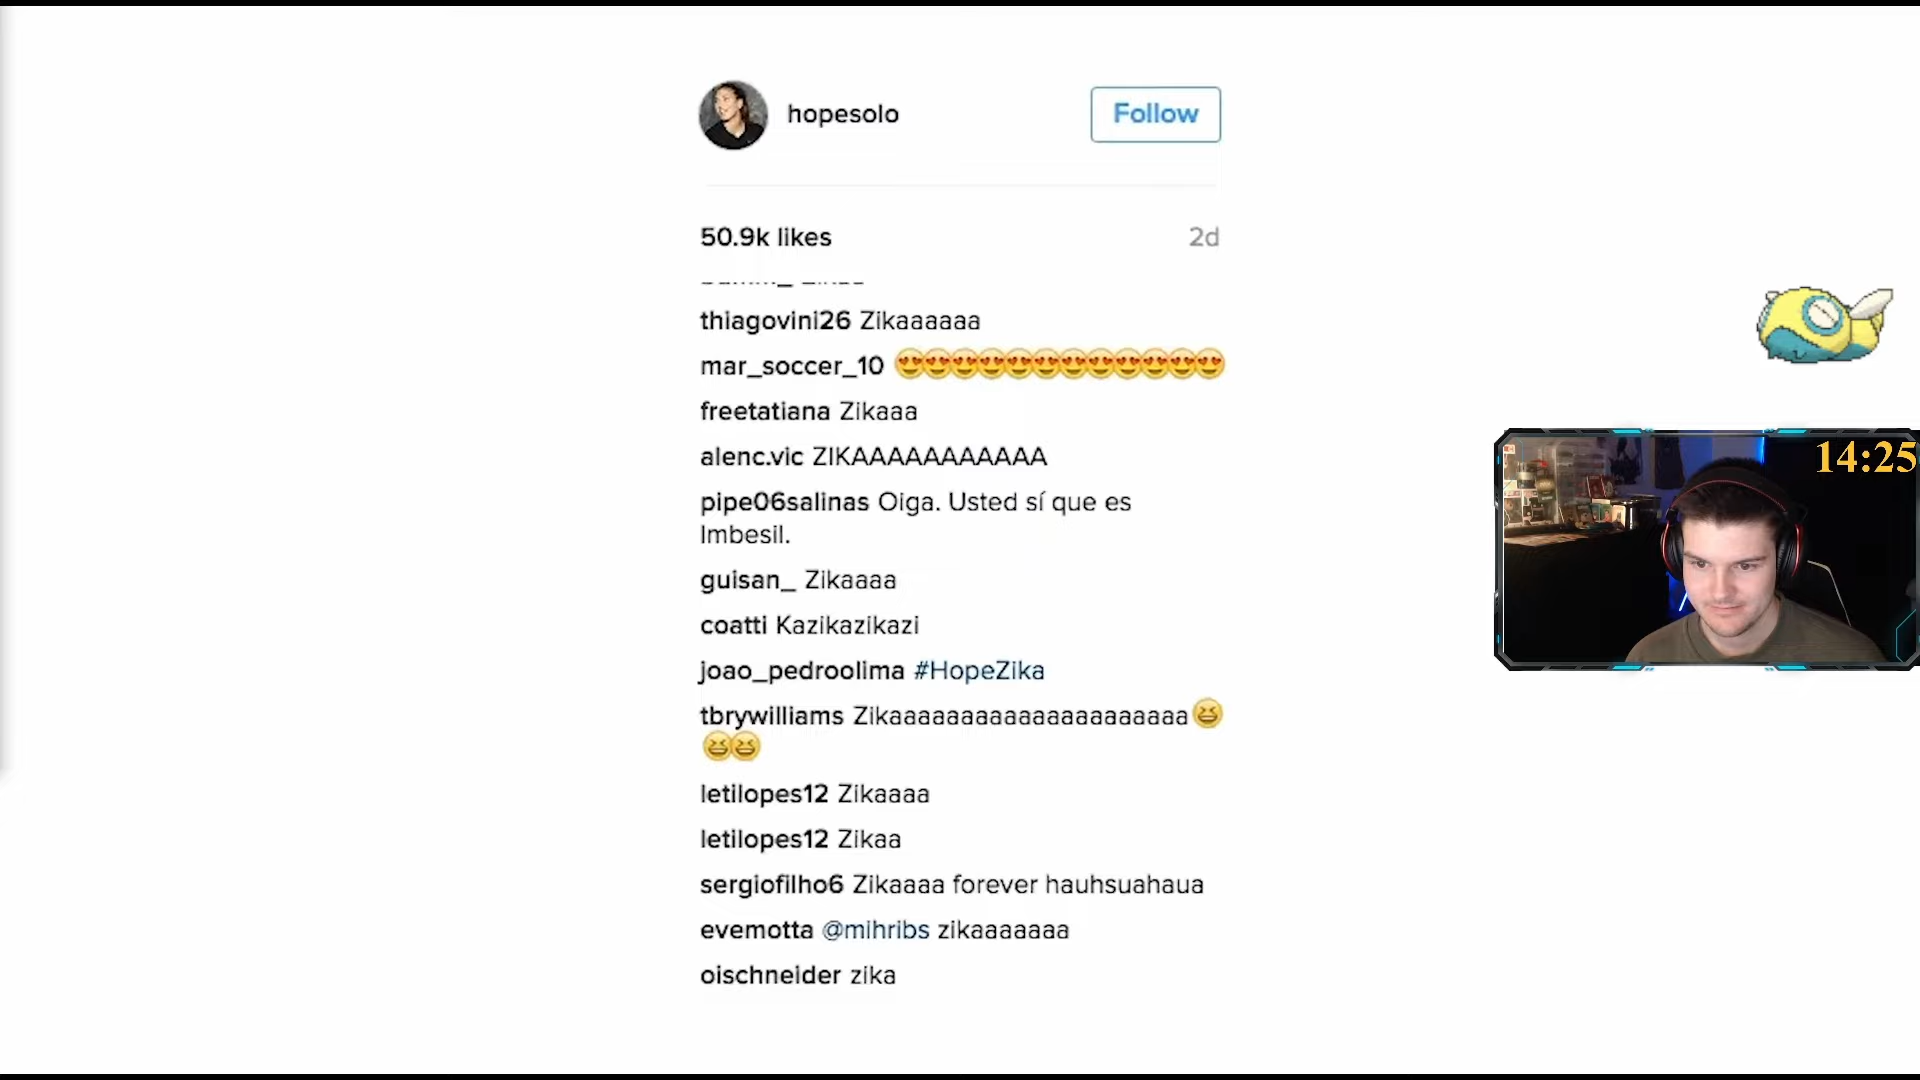 hopesolo
Follow
50.9k likes
2d
thiagovini26 Zikaaaaaa
mar_soccer_10 😍😍😍😍😍😍😍😍😍😍😍😍
freetatiana Zikaaa
alenc.vic ZIKAAAAAAAAAAA
pipe06salinas Oiga. Usted sí que es
Imbesil.
guisan_ Zikaaaa
coatti Kazikazikazi
joao_pedroolima #HopeZika
tbrywilliams Zikaaaaaaaaaaaaaaaaaaaaa😆
😆😆
letilopes12 Zikaaaa
letilopes12 Zikaa
sergiofilho6 Zikaaaa forever hauhsuahaua
evemotta @mihribs zikaaaaaaa
oischneider zika
14:25